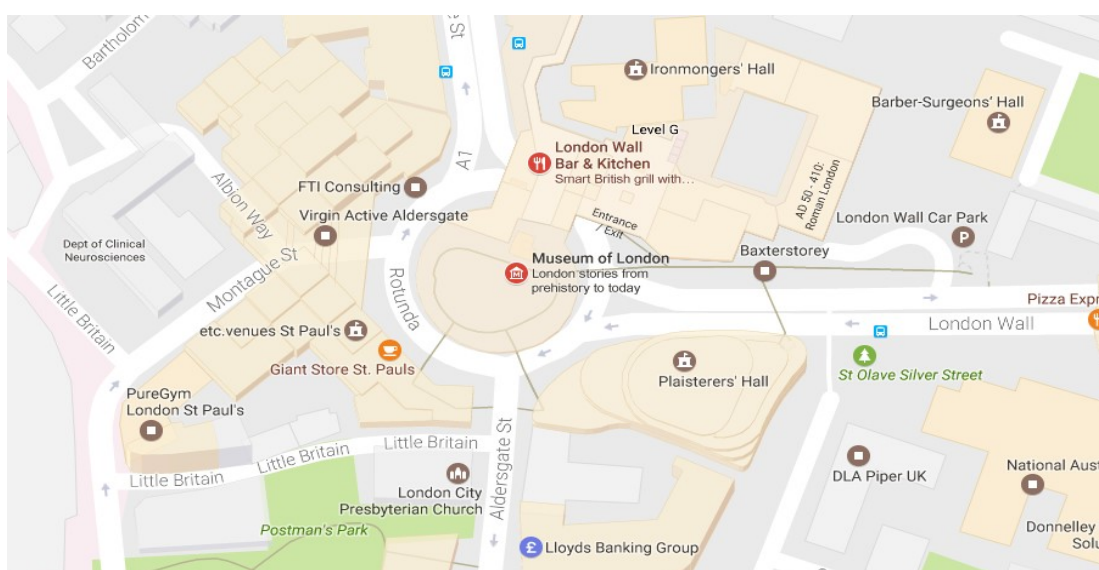 Bartholom
e St
Ironmongers' Hall
Barber-Surgeons' Hall
Level G
London Wall
Bar & Kitchen
Smart British grill with…
A1
FTI Consulting
Albion Way
Virgin Active Aldersgate
AD 50 - 410:
Roman London
London Wall Car Park
P
Entrance
/ Exit
Dept of Clinical
Neurosciences
Montague St
Museum of London
London stories from
prehistory to today
Baxterstorey
Rotunda
Little Britain
Pizza Expr
London Wall
etc.venues St Paul's
Giant Store St. Pauls
Plaisterers' Hall
St Olave Silver Street
PureGym
London St Paul's
Aldersgate St
Little Britain
Little Britain
Little Britain
London City
Presbyterian Church
DLA Piper UK
National Aust
Postman's Park
Donnelley
Solu
£
Lloyds Banking Group